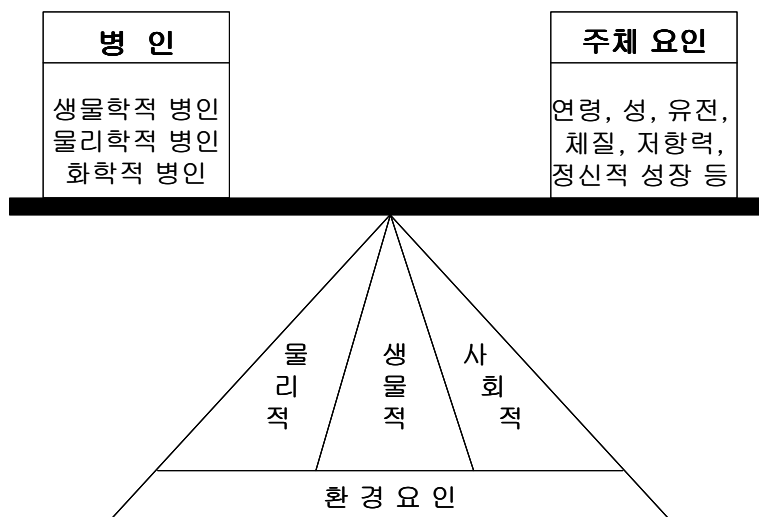 병 인
생물학적 병인
물리학적 병인
화학적 병인
주체 요인
연령, 성, 유전,
체질, 저항력,
정신적 성장 등
물리적
생물적
사회적
환 경 요 인